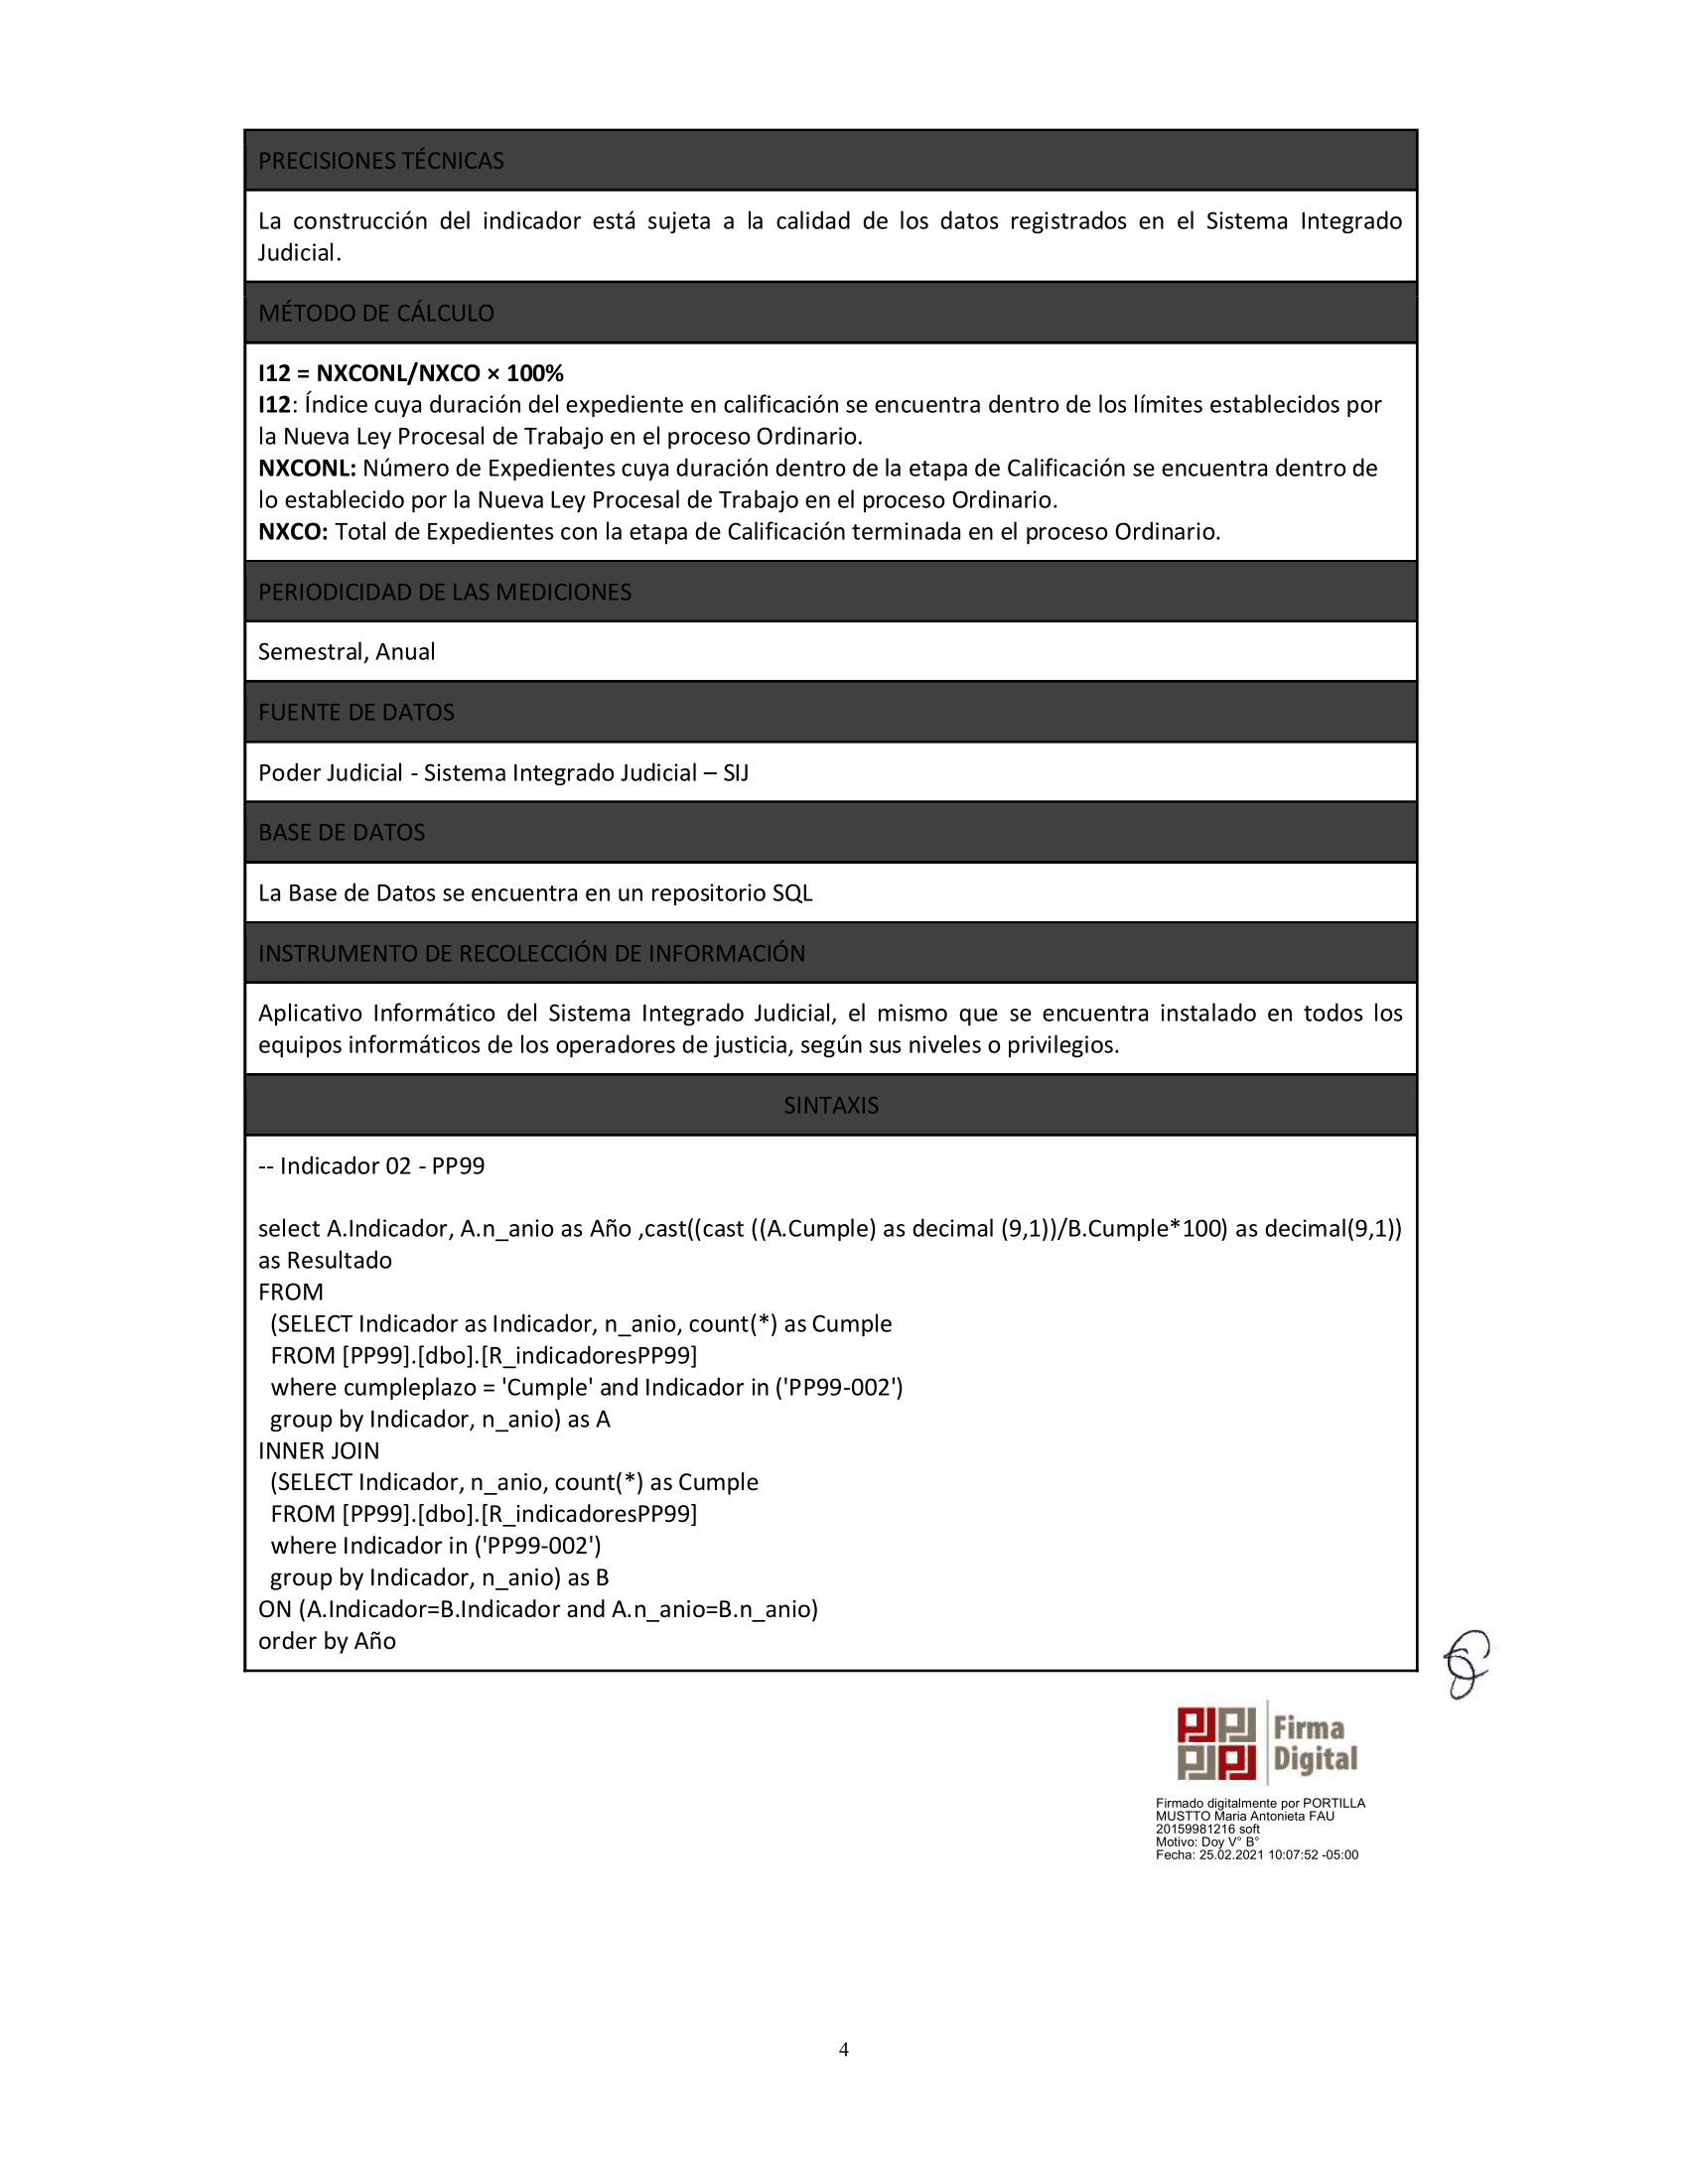 PRECISIONES TÉCNICAS
La construcción del indicador está sujeta a la calidad de los datos registrados en el Sistema Integrado
Judicial.
MÉTODO DE CÁLCULO
I12 = NXCONL/NXCO × 100%
I12: Índice cuya duración del expediente en calificación se encuentra dentro de los límites establecidos por
la Nueva Ley Procesal de Trabajo en el proceso Ordinario.
NXCONL: Número de Expedientes cuya duración dentro de la etapa de Calificación se encuentra dentro de
lo establecido por la Nueva Ley Procesal de Trabajo en el proceso Ordinario.
NXCO: Total de Expedientes con la etapa de Calificación terminada en el proceso Ordinario.
PERIODICIDAD DE LAS MEDICIONES
Semestral, Anual
FUENTE DE DATOS
Poder Judicial - Sistema Integrado Judicial – SIJ
BASE DE DATOS
La Base de Datos se encuentra en un repositorio SQL
INSTRUMENTO DE RECOLECCIÓN DE INFORMACIÓN
Aplicativo Informático del Sistema Integrado Judicial, el mismo que se encuentra instalado en todos los
equipos informáticos de los operadores de justicia, según sus niveles o privilegios.
SINTAXIS
-- Indicador 02 - PP99
select A.Indicador, A.n_anio as Año ,cast((cast ((A.Cumple) as decimal (9,1))/B.Cumple*100) as decimal(9,1))
as Resultado
FROM
(SELECT Indicador as Indicador, n_anio, count(*) as Cumple
FROM [PP99].[dbo].[R_indicadoresPP99]
where cumpleplazo = 'Cumple' and Indicador in ('PP99-002')
group by Indicador, n_anio) as A
INNER JOIN
(SELECT Indicador, n_anio, count(*) as Cumple
FROM [PP99].[dbo].[R_indicadoresPP99]
where Indicador in ('PP99-002')
group by Indicador, n_anio) as B
ON (A.Indicador=B.Indicador and A.n_anio=B.n_anio)
order by Año
Firma
Digital
Firmado digitalmente por PORTILLA
MUSTTO Maria Antonieta FAU
20159981216 soft
Motivo: Doy V° B°
Fecha: 25.02.2021 10:07:52 -05:00
4